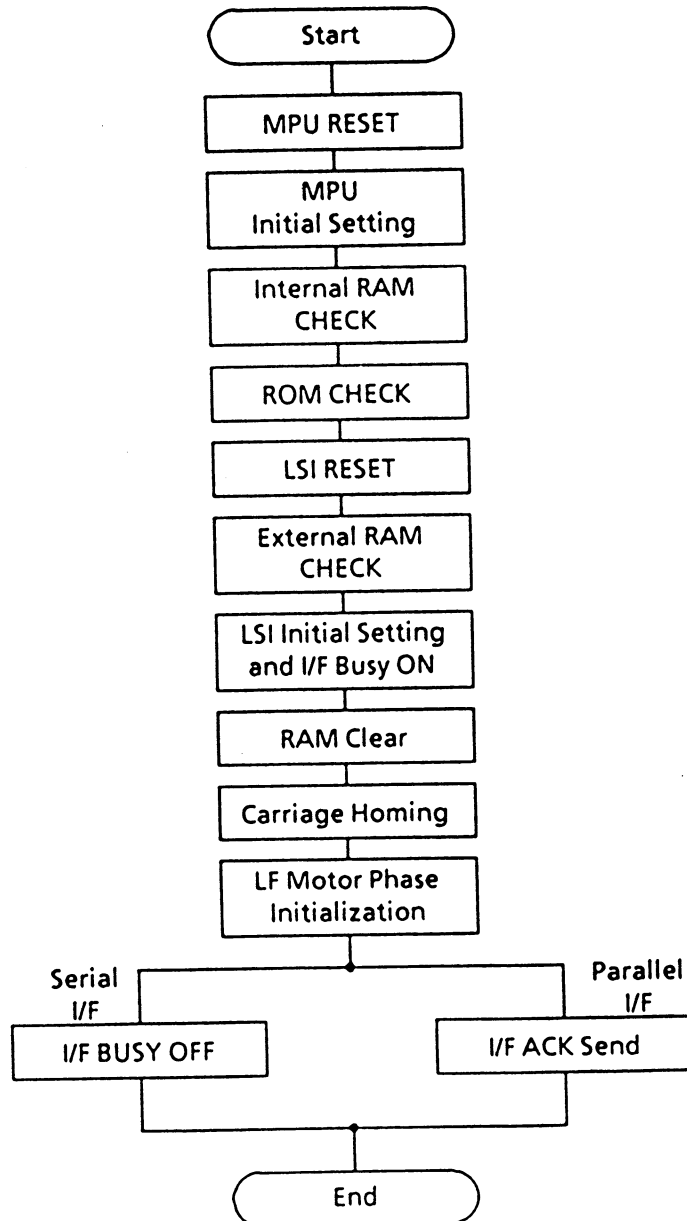 Start
MPU RESET
MPU
Initial Setting
Internal RAM
CHECK
ROM CHECK
LSI RESET
External RAM
CHECK
LSI Initial Setting
and I/F Busy ON
RAM Clear
Carriage Homing
LF Motor Phase
Initialization
Serial
I/F
Parallel
I/F
I/F BUSY OFF
I/F ACK Send
End